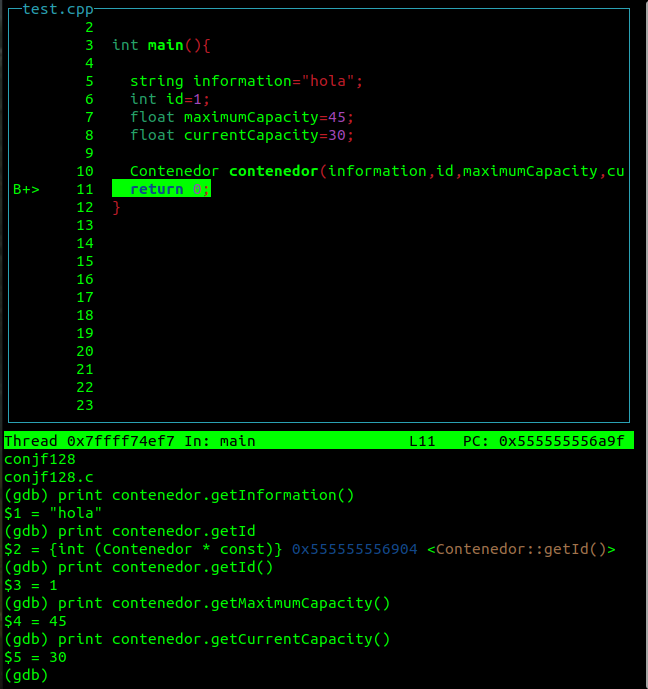 test.cpp
2
3 int main(){
4
5 string information="hola";
6 int id=1;
7 float maximumCapacity=45;
8 float currentCapacity=30;
9
10 Contenedor contenedor(information,id,maximumCapacity,cu
B+> 11 return 0;
12 }
13
14
15
16
17
18
19
20
21
22
23
Thread 0x7ffff74ef7 In: main L11 PC: 0x555555556a9f
conjf128
conjf128.c
(gdb) print contenedor.getInformation()
$1 = "hola"
(gdb) print contenedor.getId
$2 = {int (Contenedor * const)} 0x555555556904 <Contenedor::getId()>
(gdb) print contenedor.getId()
$3 = 1
(gdb) print contenedor.getMaximumCapacity()
$4 = 45
(gdb) print contenedor.getCurrentCapacity()
$5 = 30
(gdb)